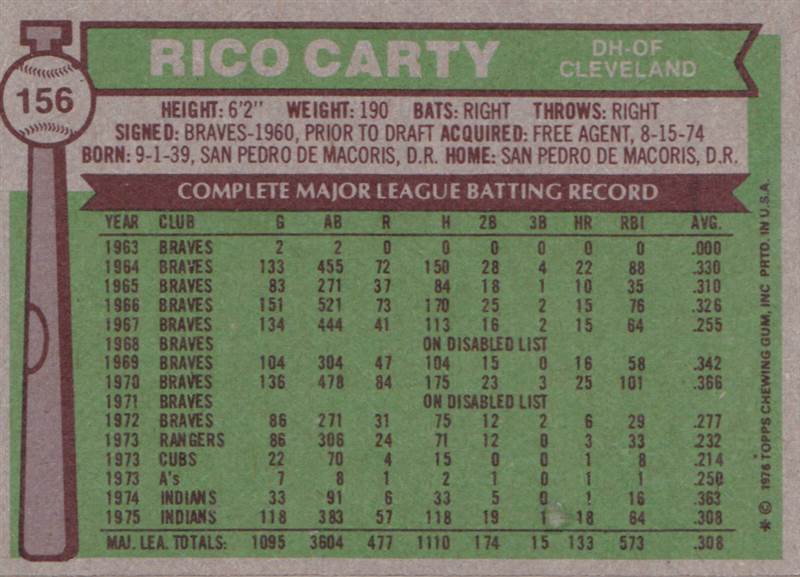 156
RICO CARTY
DH-OF
CLEVELAND
HEIGHT: 6'2" WEIGHT: 190 BATS: RIGHT THROWS: RIGHT
SIGNED: BRAVES-1960, PRIOR TO DRAFT ACQUIRED: FREE AGENT, 8-15-74
BORN: 9-1-39, SAN PEDRO DE MACORIS, D.R. HOME: SAN PEDRO DE MACORIS, D.R.
COMPLETE MAJOR LEAGUE BATTING RECORD
YEAR CLUB G AB R H 2B 3B HR RBI AVG.
1963 BRAVES 2 2 0 0 0 0 0 0 .000
1964 BRAVES 133 455 72 150 28 4 22 88 .330
1965 BRAVES 83 271 37 84 18 1 10 35 .310
1966 BRAVES 151 521 73 170 25 2 15 76 .326
1967 BRAVES 134 444 41 113 16 2 15 64 .255
1968 BRAVES ON DISABLED LIST
1969 BRAVES 104 304 47 104 15 0 16 58 .342
1970 BRAVES 136 478 84 175 23 3 25 101 .366
1971 BRAVES ON DISABLED LIST
1972 BRAVES 86 271 31 75 12 2 6 29 .277
1973 RANGERS 86 306 24 71 12 0 3 33 .232
1973 CUBS 22 70 4 15 0 0 1 8 .214
1973 A's 7 8 1 2 1 0 1 1 .250
1974 INDIANS 33 91 6 33 5 0 1 16 .363
1975 INDIANS 118 383 57 118 19 1 18 64 .308
MAJ. LEA. TOTALS: 1095 3604 477 1110 174 15 133 573 .308
* © 1976 TOPPS CHEWING GUM, INC PRTD. IN U.S.A.